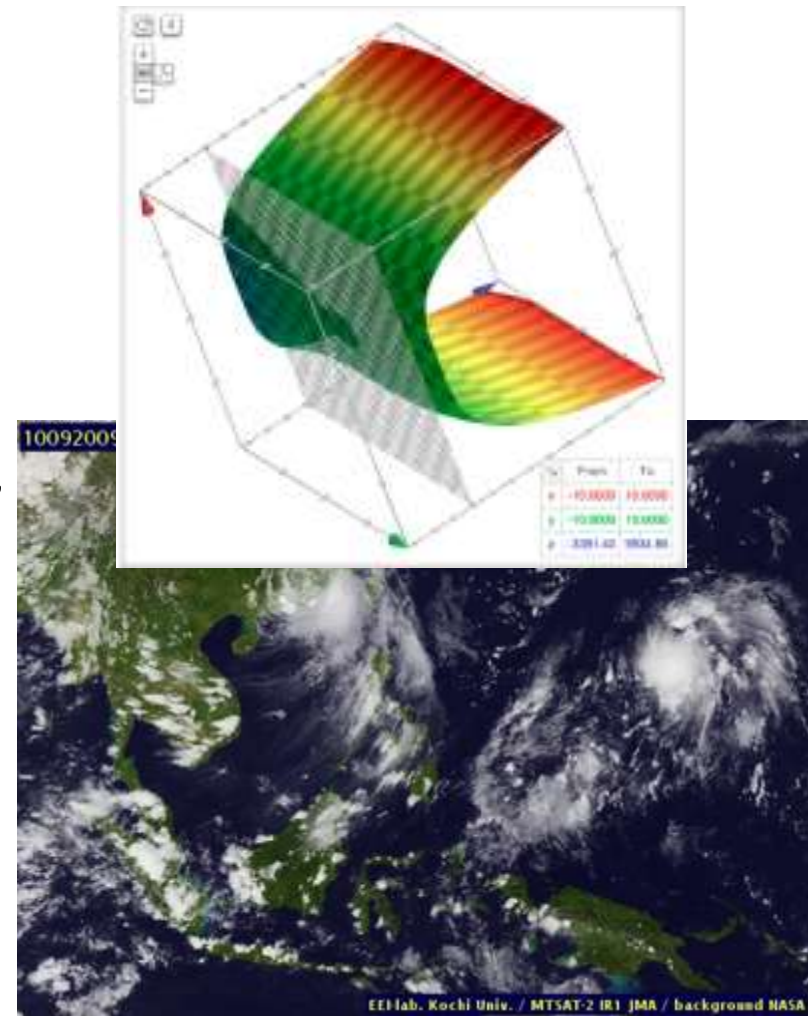 From To
x -10.0000 10.0000
y -10.0000 10.0000
10092009
EEI-lab. Kochi Univ. / MTSAT-2 IR1 JMA / background NASA